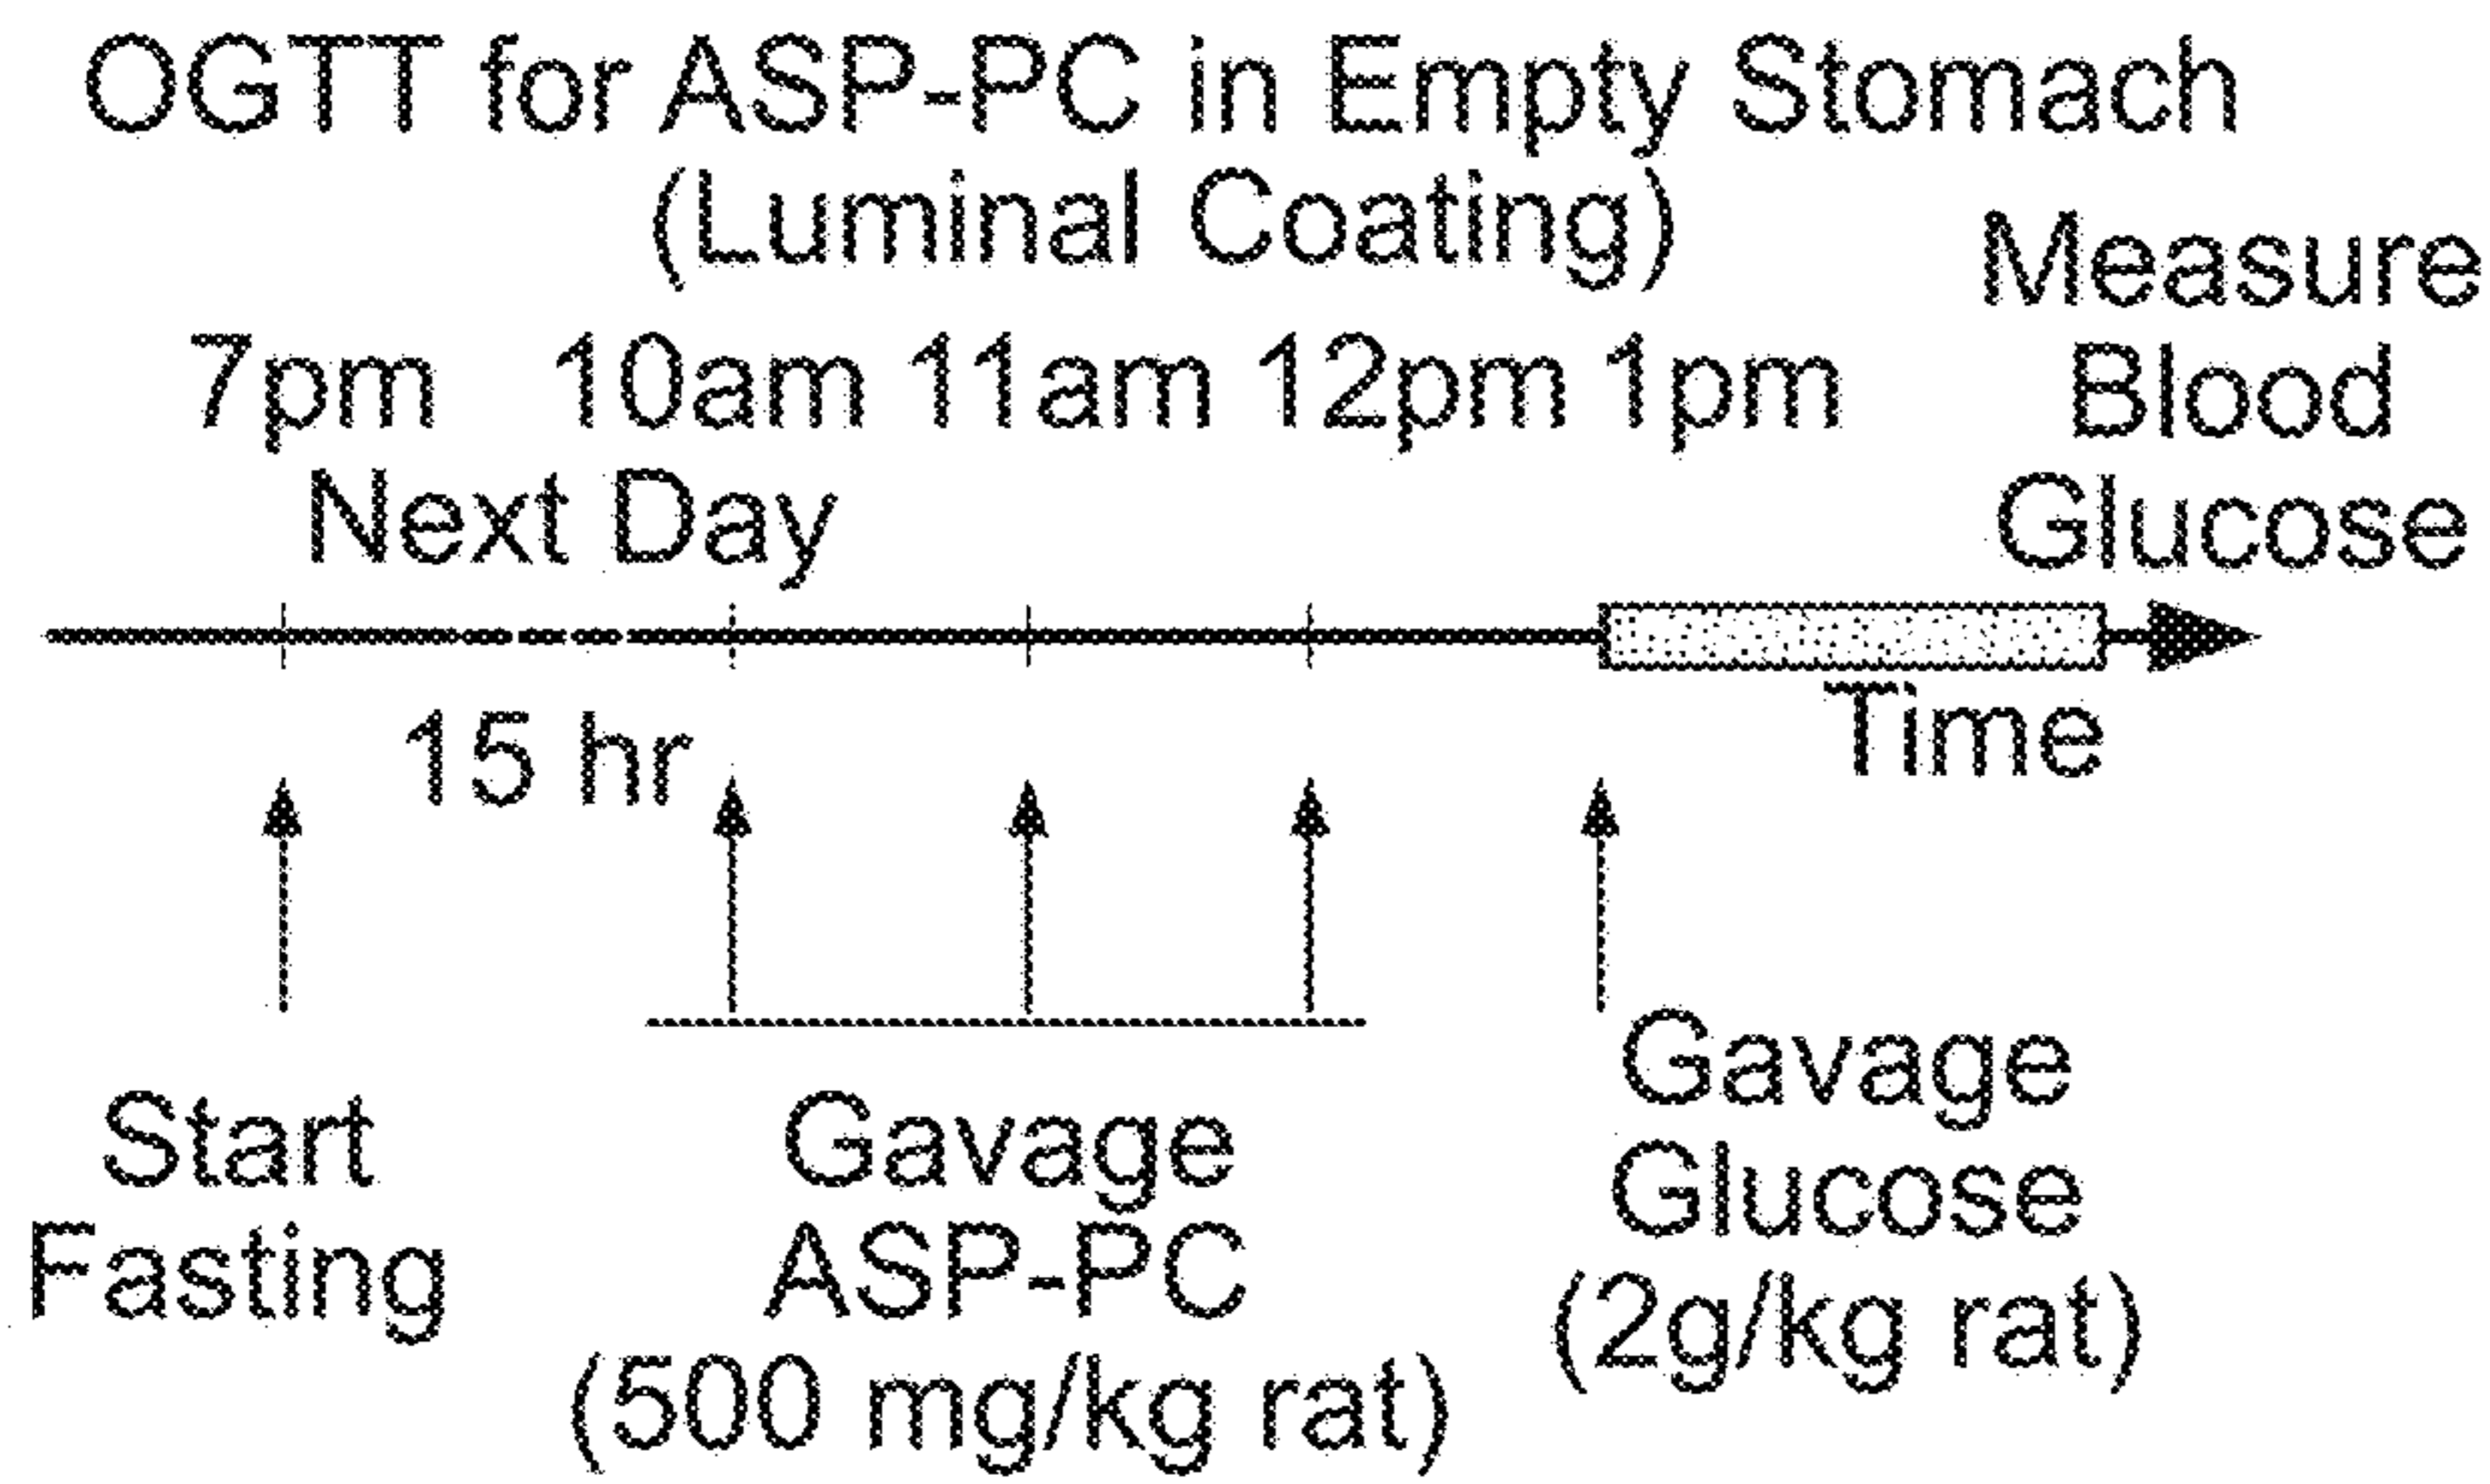 OGTT for ASP-PC in Empty Stomach
(Luminal Coating)
Measure
Blood
Glucose
7pm 10am 11am 12pm 1pm
Next Day
Time
15 hr
Start
Fasting
Gavage
ASP-PC
(500 mg/kg rat)
Gavage
Glucose
(2g/kg rat)